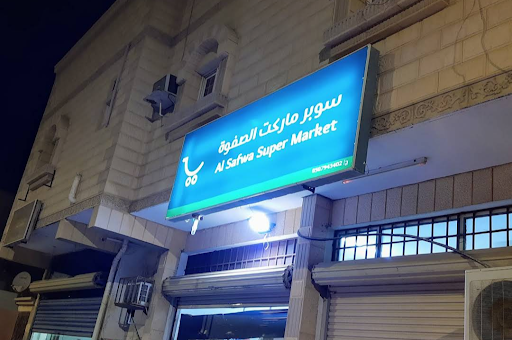 سوبر ماركت الصفوة
Al Safwa Super Market